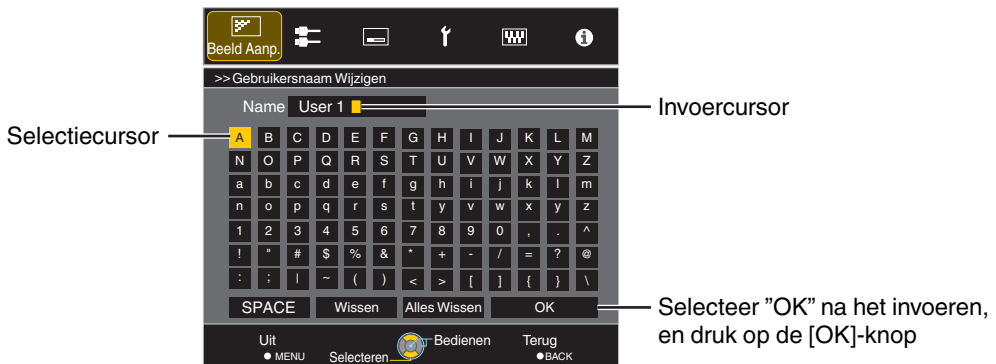 Beeld Aanp.
>>Gebruikersnaam Wijzigen
Name User 1
Invoercursor
Selectiecursor
A B C D E F G H I J K L M
N O P Q R S T U V W X Y Z
a b c d e f g h i j k l m
n o p q r s t y v w x y z
1 2 3 4 5 6 7 8 9 0 , . ^
! " # $ % & * + - / = ? @
: ; | ~ ( ) < > [ ] { } \
SPACE Wissen Alles Wissen OK
Selecteer ”OK” na het invoeren,
en druk op de [OK]-knop
Uit Bedienen Terug
MENU Selecteren BACK